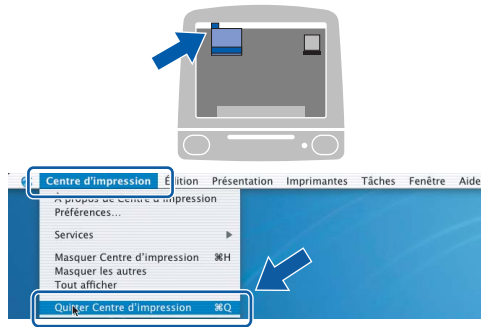 Centre d'impression Édition Présentation Imprimantes Tâches Fenêtre Aide
À propos de Centre d'impression
Préférences...
Services
Masquer Centre d'impression ⌘H
Masquer les autres
Tout afficher
Quitter Centre d'impression ⌘Q